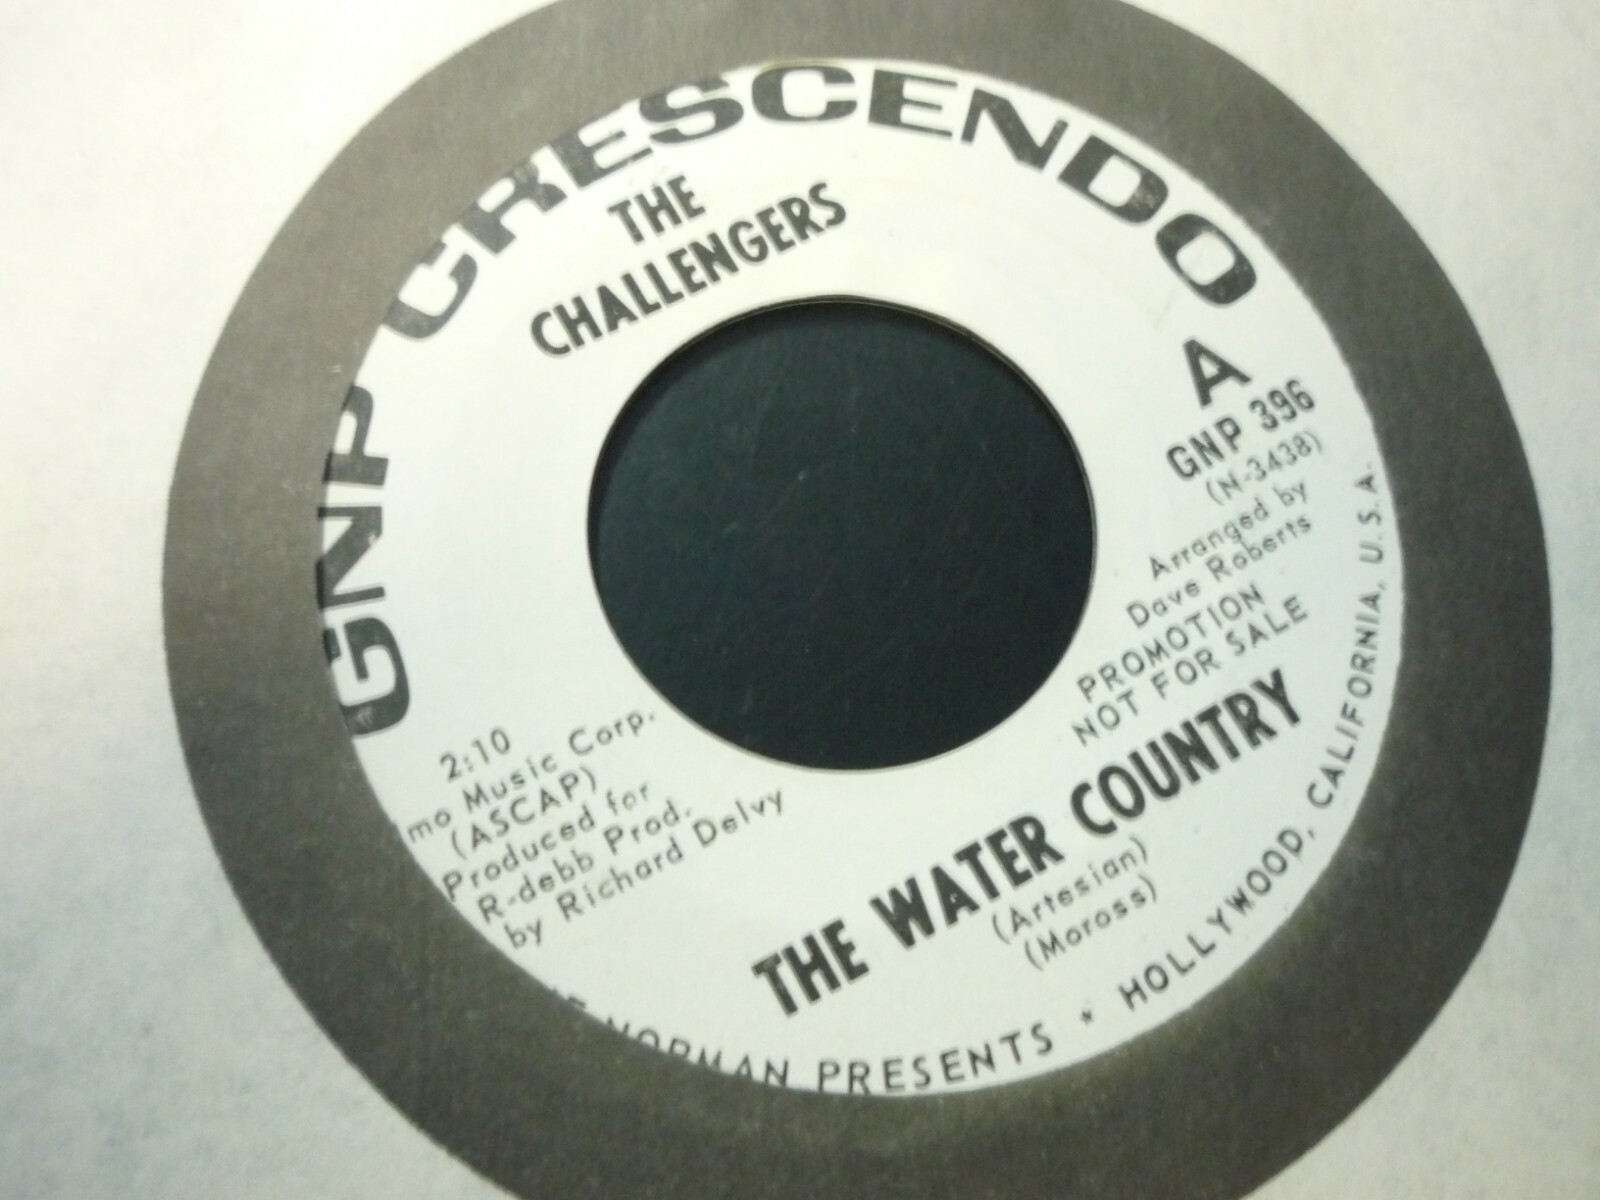 GNP CRESCENDO
THE
CHALLENGERS
A
GNP 396
(N-3438)
Arranged by
Dave Roberts
PROMOTION
NOT FOR SALE
2:10
Music Corp.
(ASCAP)
Produced for
R-debb Prod.
by Richard Delvy
THE WATER COUNTRY
(Artesian)
(Moross)
NORMAN PRESENTS * HOLLYWOOD, CALIFORNIA, U.S.A.